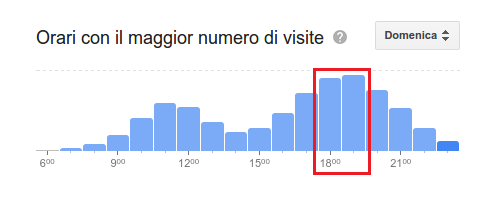 Orari con il maggior numero di visite ? Domenica
6⁰⁰ 9⁰⁰ 12⁰⁰ 15⁰⁰ 18⁰⁰ 21⁰⁰